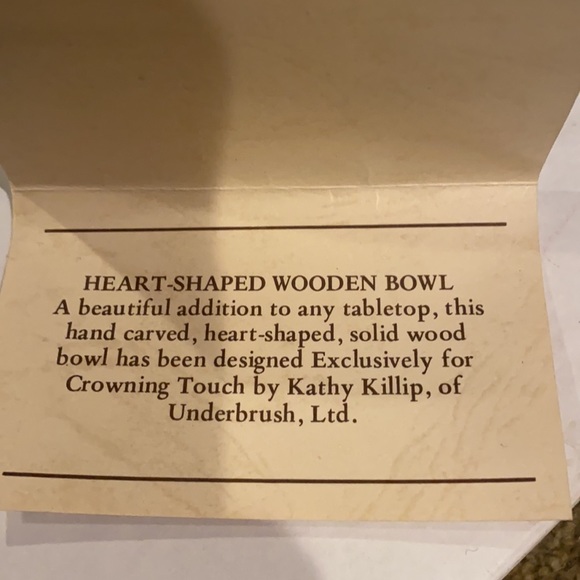 HEART-SHAPED WOODEN BOWL
A beautiful addition to any tabletop, this
hand carved, heart-shaped, solid wood
bowl has been designed Exclusively for
Crowning Touch by Kathy Killip, of
Underbrush, Ltd.